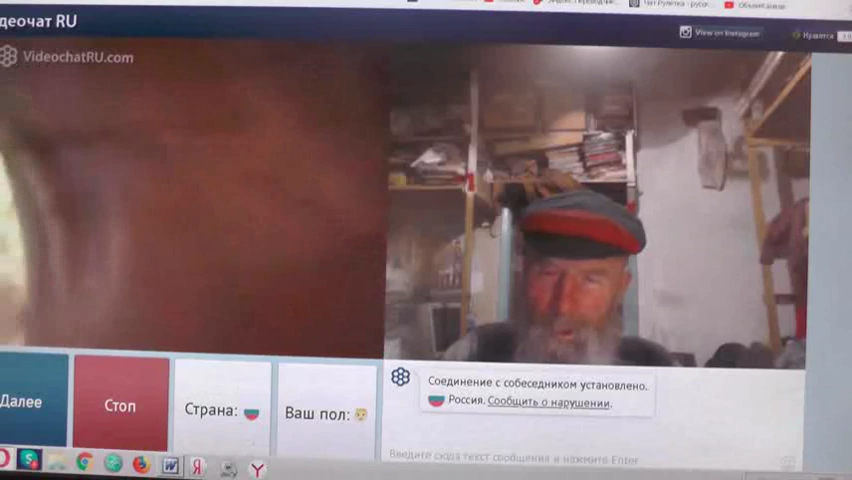 деочат RU
View on Instagram
Нравится
VideochatRU.com
Далее
Стоп
Страна:
Ваш пол:
Соединение с собеседником установлено.
Россия. Сообщить о нарушении.
Введите сюда текст сообщения и нажмите Enter